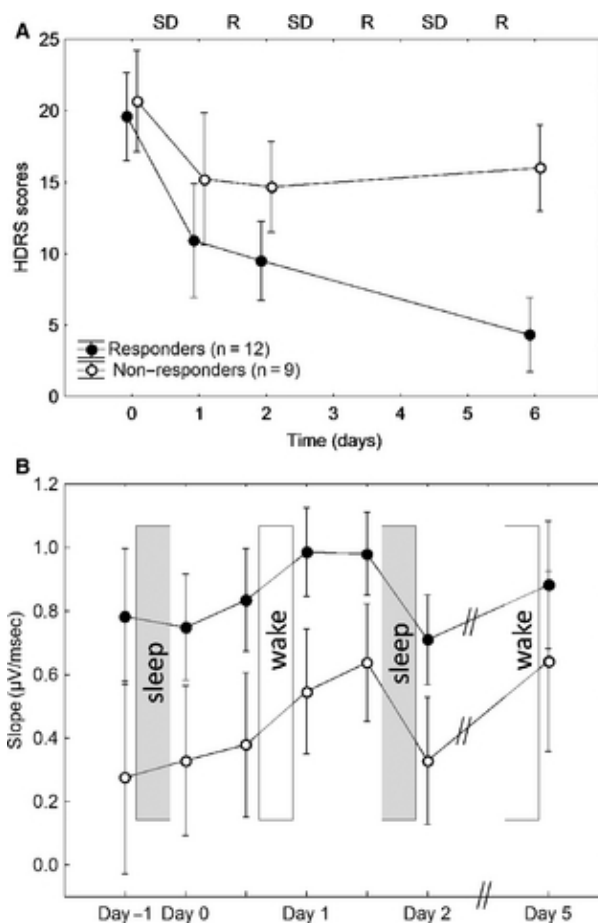 SD R SD R SD R
A
25
20
15
10
5
0
HDRS scores
Responders (n = 12)
Non–responders (n = 9)
0 1 2 3 4 5 6
Time (days)
B
1.2
1.0
0.8
0.6
0.4
0.2
0.0
Slope (µV/msec)
sleep
wake
sleep
wake
Day –1 Day 0 Day 1 Day 2 Day 5